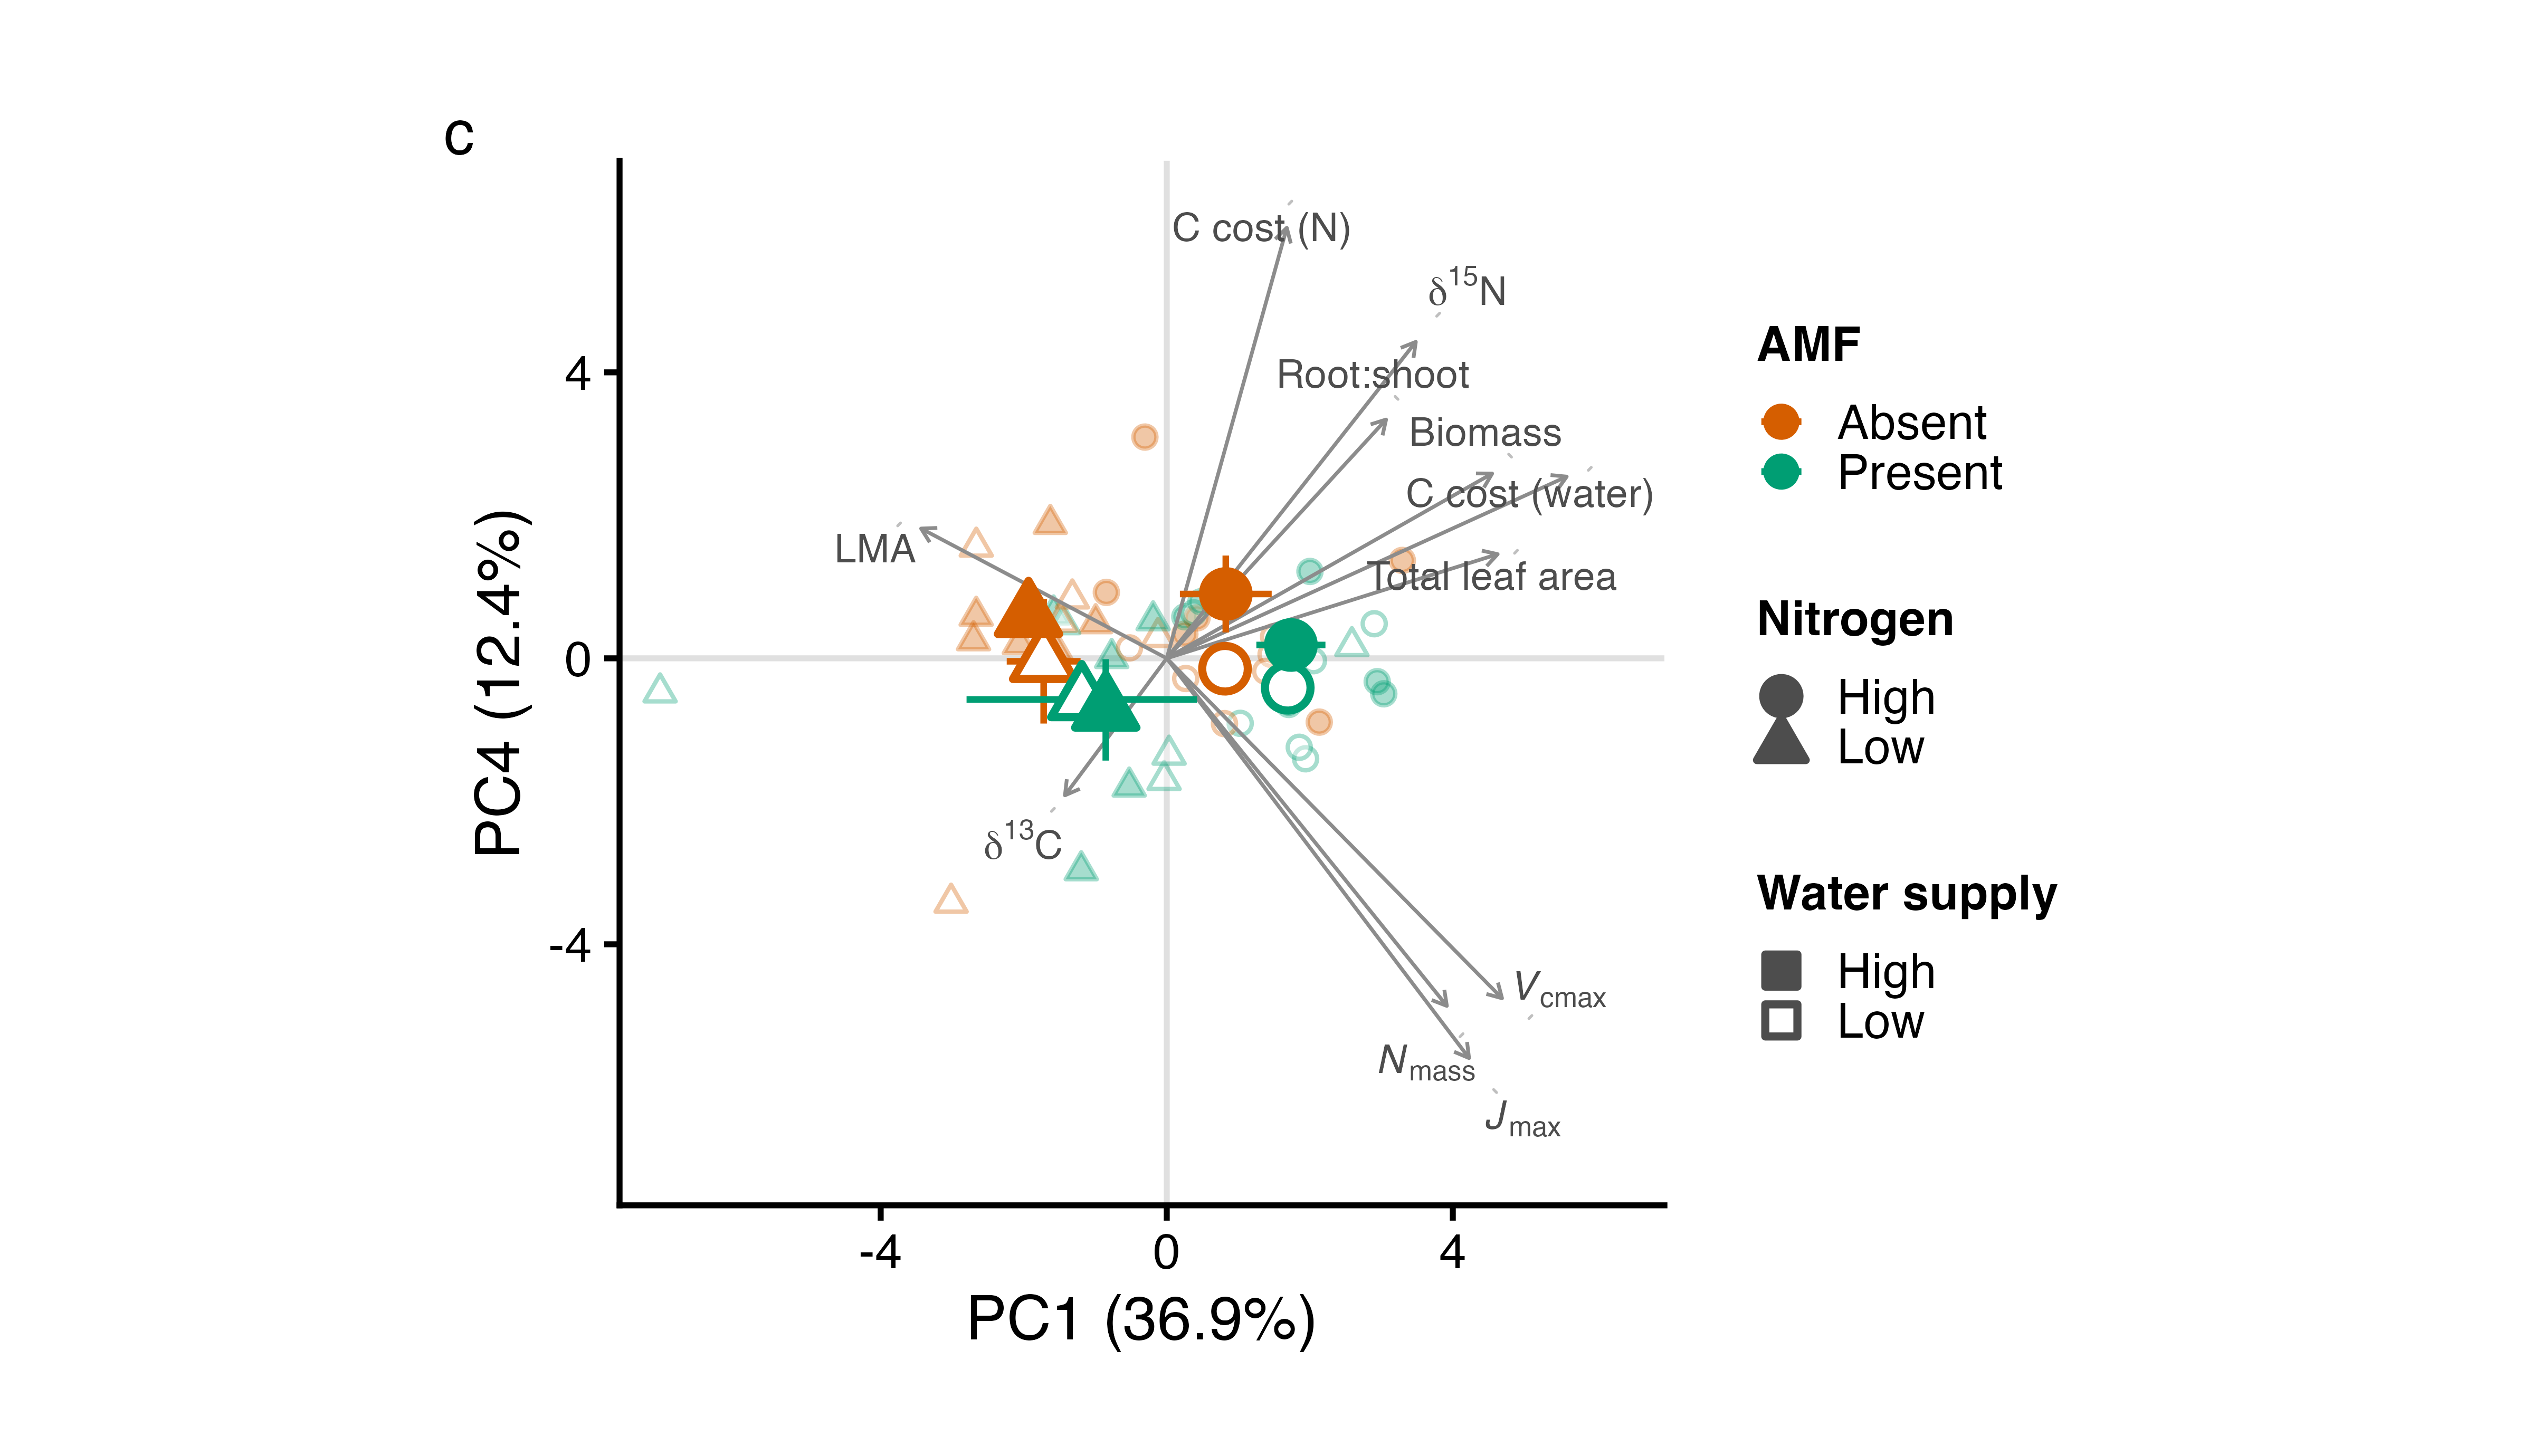 c
C cost (N)
δ15N
Root:shoot
Biomass
C cost (water)
Total leaf area
LMA
δ13C
Vcmax
Nmass
Jmax
4
0
-4
PC4 (12.4%)
-4
0
4
PC1 (36.9%)
AMF
Absent
Present
Nitrogen
High
Low
Water supply
High
Low